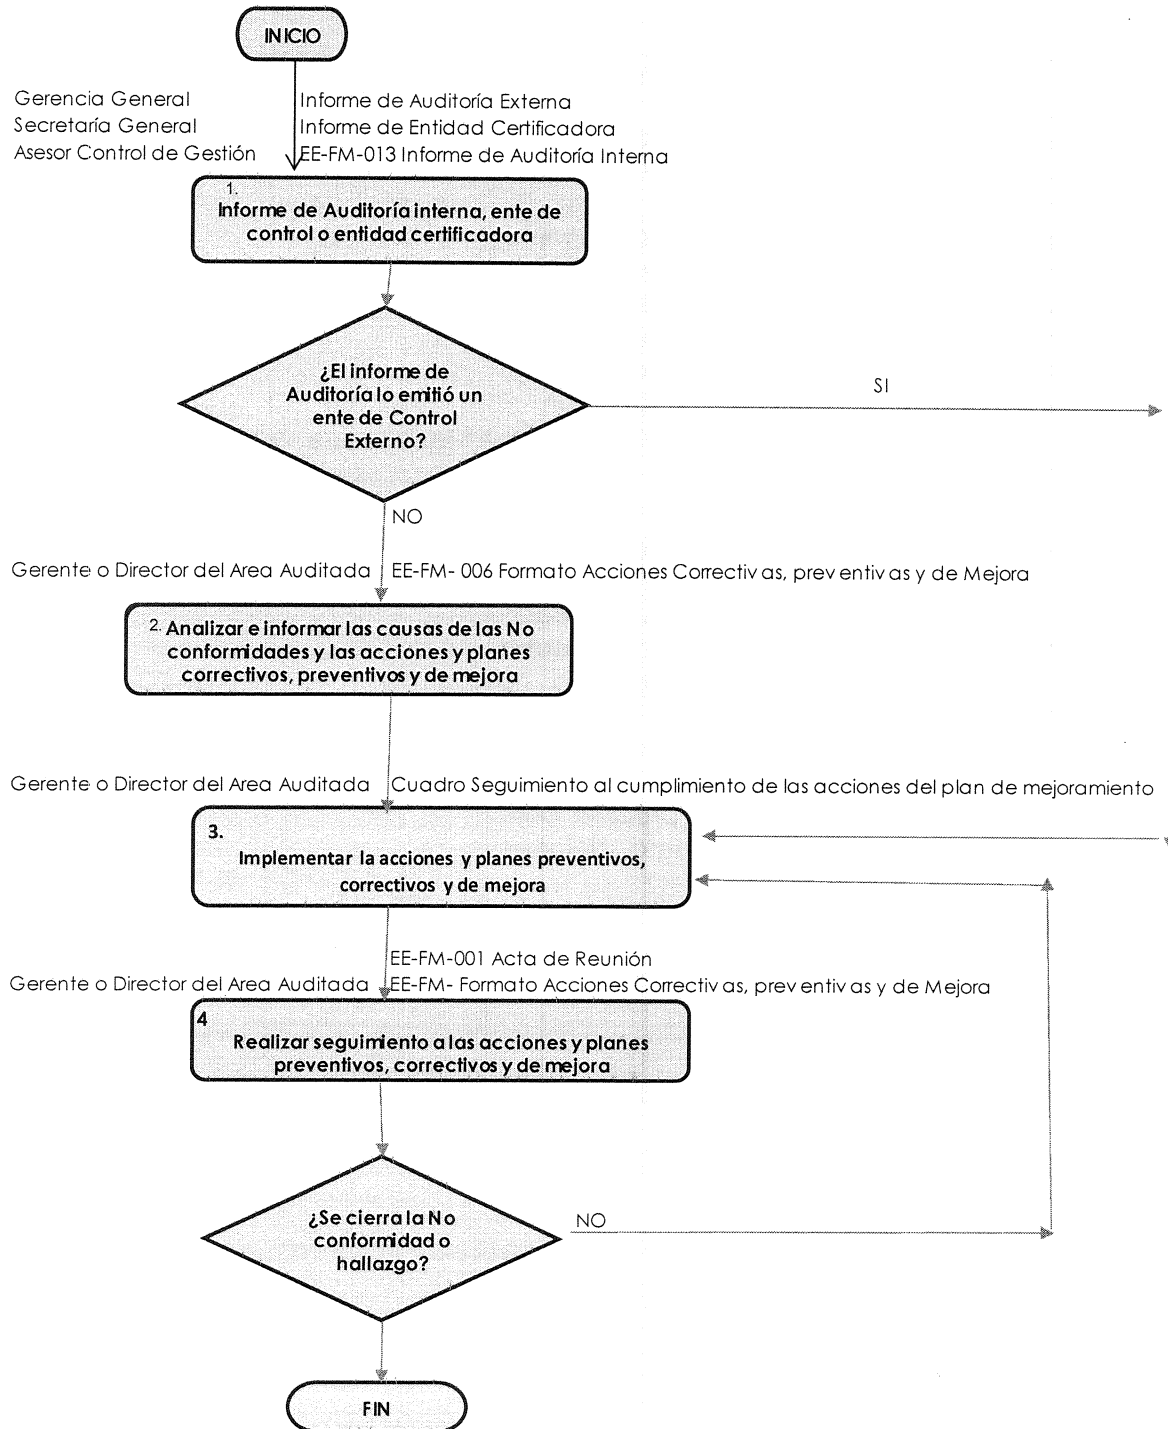 INICIO
Gerencia General
Secretaría General
Asesor Control de Gestión
Informe de Auditoría Externa
Informe de Entidad Certificadora
EE-FM-013 Informe de Auditoría Interna
1.
Informe de Auditoría interna, ente de
control o entidad certificadora
¿El informe de
Auditoría lo emitió un
ente de Control
Externo?
SI
NO
Gerente o Director del Area Auditada
EE-FM- 006 Formato Acciones Correctivas, preventivas y de Mejora
2. Analizar e informar las causas de las No
conformidades y las acciones y planes
correctivos, preventivos y de mejora
Gerente o Director del Area Auditada
Cuadro Seguimiento al cumplimiento de las acciones del plan de mejoramiento
3.
Implementar la acciones y planes preventivos,
correctivos y de mejora
EE-FM-001 Acta de Reunión
Gerente o Director del Area Auditada
EE-FM- Formato Acciones Correctivas, preventivas y de Mejora
4
Realizar seguimiento a las acciones y planes
preventivos, correctivos y de mejora
¿Se cierra la No
conformidad o
hallazgo?
NO
FIN